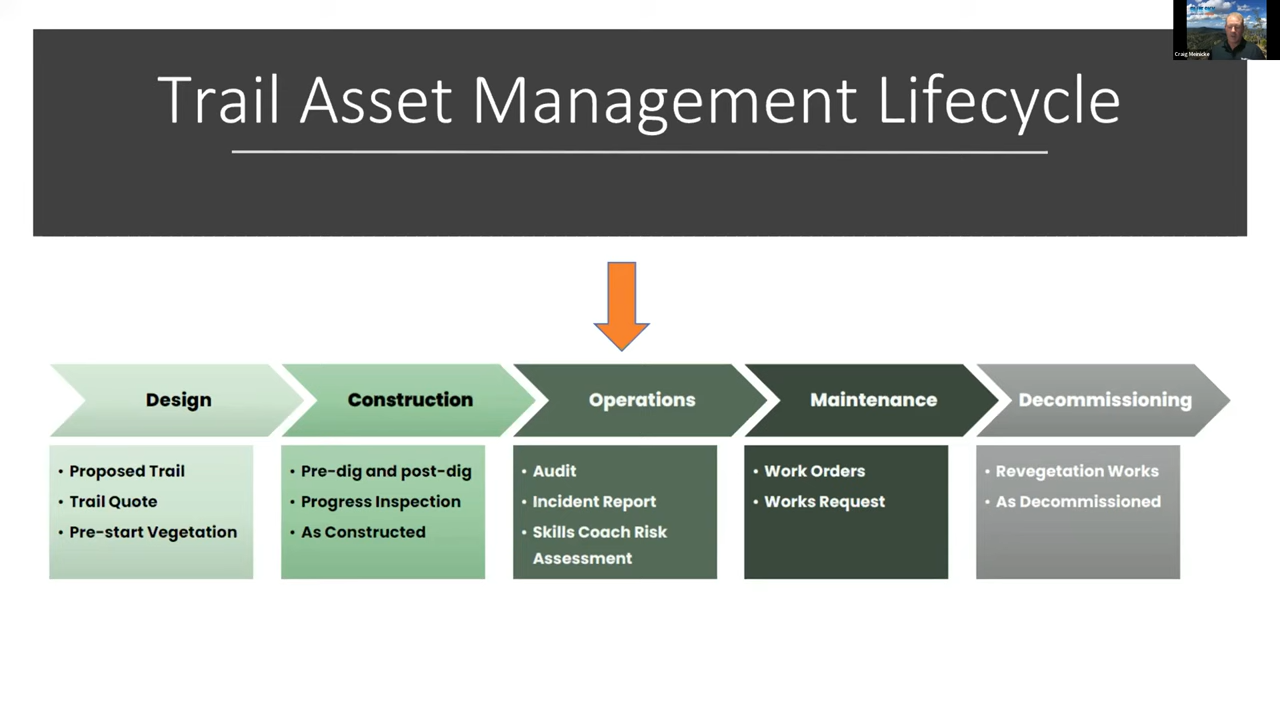 Craig Meinicke
Trail Asset Management Lifecycle
Design
Construction
Operations
Maintenance
Decommissioning
• Proposed Trail
• Trail Quote
• Pre-start Vegetation
• Pre-dig and post-dig
• Progress Inspection
• As Constructed
• Audit
• Incident Report
• Skills Coach Risk
Assessment
• Work Orders
• Works Request
• Revegetation Works
• As Decommissioned